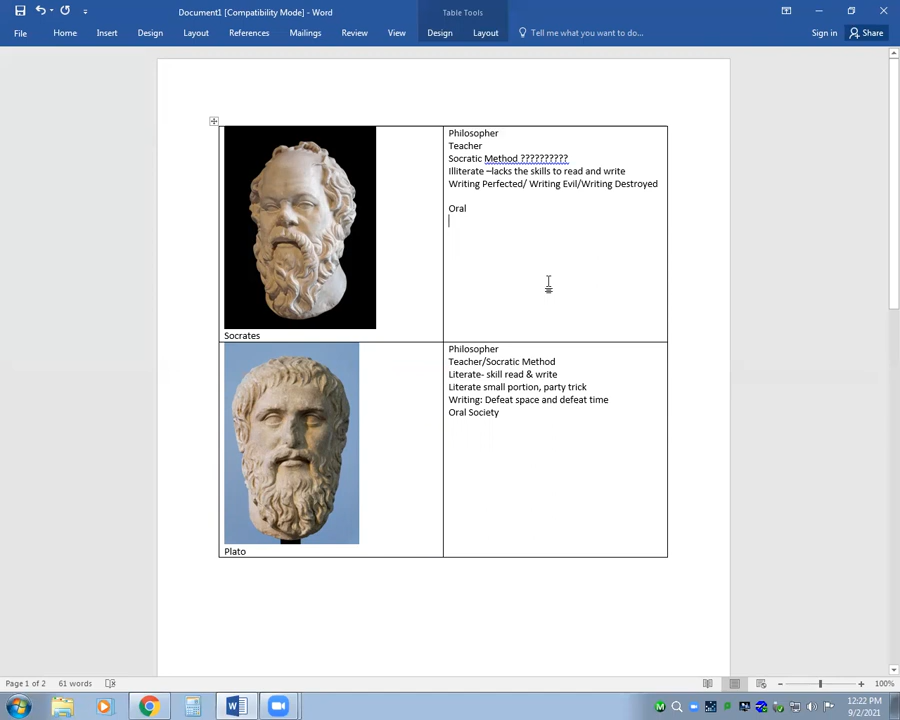 Document1 [Compatibility Mode] - Word
Table Tools
File Home Insert Design Layout References Mailings Review View Design Layout Tell me what you want to do... Sign in Share
Philosopher
Teacher
Socratic Method ??????????
Illiterate –lacks the skills to read and write
Writing Perfected/ Writing Evil/Writing Destroyed
Oral
Socrates
Philosopher
Teacher/Socratic Method
Literate- skill read & write
Literate small portion, party trick
Writing: Defeat space and defeat time
Oral Society
Plato
Page 1 of 2 61 words 100%
12:22 PM
9/2/2021